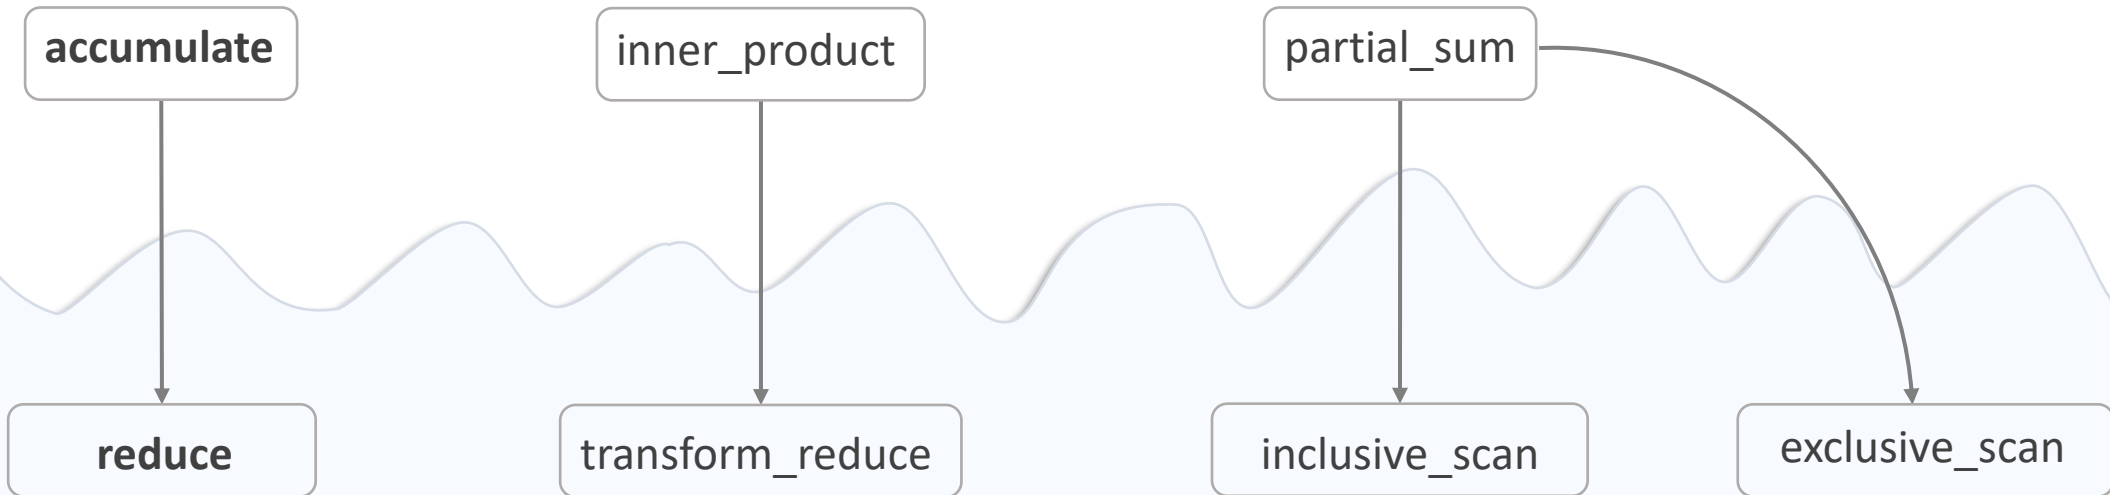 accumulate
inner_product
partial_sum
reduce
transform_reduce
inclusive_scan
exclusive_scan